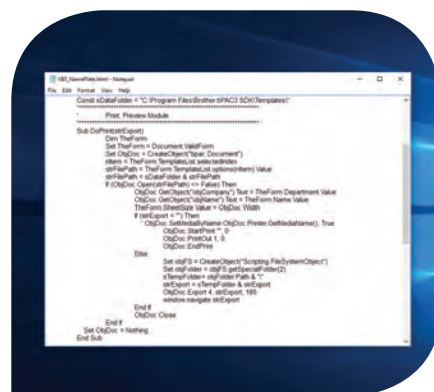 VBS_NamePlate.html - Notepad
File Edit Format View Help
Const sDataFolder = "C:\Program Files\Brother bPAC3 SDK\Templates\"
'*******************************************************************
' Print, Preview Module
'*******************************************************************
Sub DoPrint(strExport)
Dim TheForm
Set TheForm = Document.ValidForm
Set ObjDoc = CreateObject("bpac.Document")
nItem = TheForm.TemplateList.selectedIndex
strFilePath = TheForm.TemplateList.options(nItem).Value
strFilePath = sDataFolder & strFilePath
If (ObjDoc.Open(strFilePath) <> False) Then
ObjDoc.GetObject("objCompany").Text = TheForm.Department.Value
ObjDoc.GetObject("objName").Text = TheForm.Name.Value
TheForm.SheetSize.Value = ObjDoc.Width
If (strExport = "") Then
' ObjDoc.SetMediaByName ObjDoc.Printer.GetMediaName(), True
ObjDoc.StartPrint "", 0
ObjDoc.PrintOut 1, 0
ObjDoc.EndPrint
Else
Set objFS = CreateObject("Scripting.FileSystemObject")
Set objFolder = objFS.getSpecialFolder(2)
sTempFolder= objFolder.Path & "\"
strExport = sTempFolder & strExport
ObjDoc.Export 4, strExport, 180
window.navigate strExport
End If
ObjDoc.Close
End If
Set ObjDoc = Nothing
End Sub